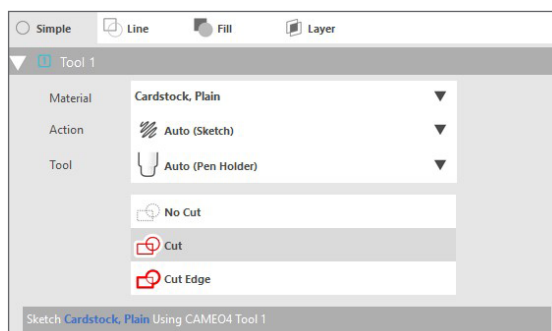 Simple Line Fill Layer
1 Tool 1
Material Cardstock, Plain
Action Auto (Sketch)
Tool Auto (Pen Holder)
No Cut
Cut
Cut Edge
Sketch Cardstock, Plain Using CAMEO4 Tool 1